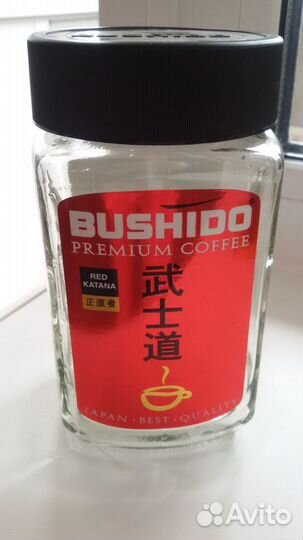 BUSHIDO
PREMIUM COFFEE
RED
KATANA
正直者
武士道
JAPAN • BEST • QUALITY
Avito